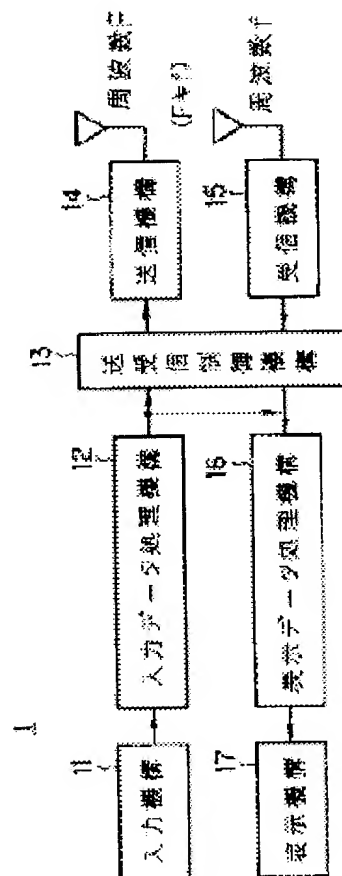 1
11
入力機構
12
入力データ処理機構
13
送受信制御機構
14
送信機構
周波数F
(F≠f)
15
受信機構
周波数f
16
表示データ処理機構
17
表示機構